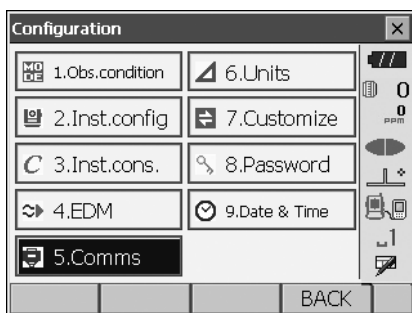 Configuration
MODE 1.Obs.condition
2.Inst.config
C 3.Inst.cons.
4.EDM
5.Comms
6.Units
7.Customize
8.Password
9.Date & Time
0
0
PPM
1
BACK